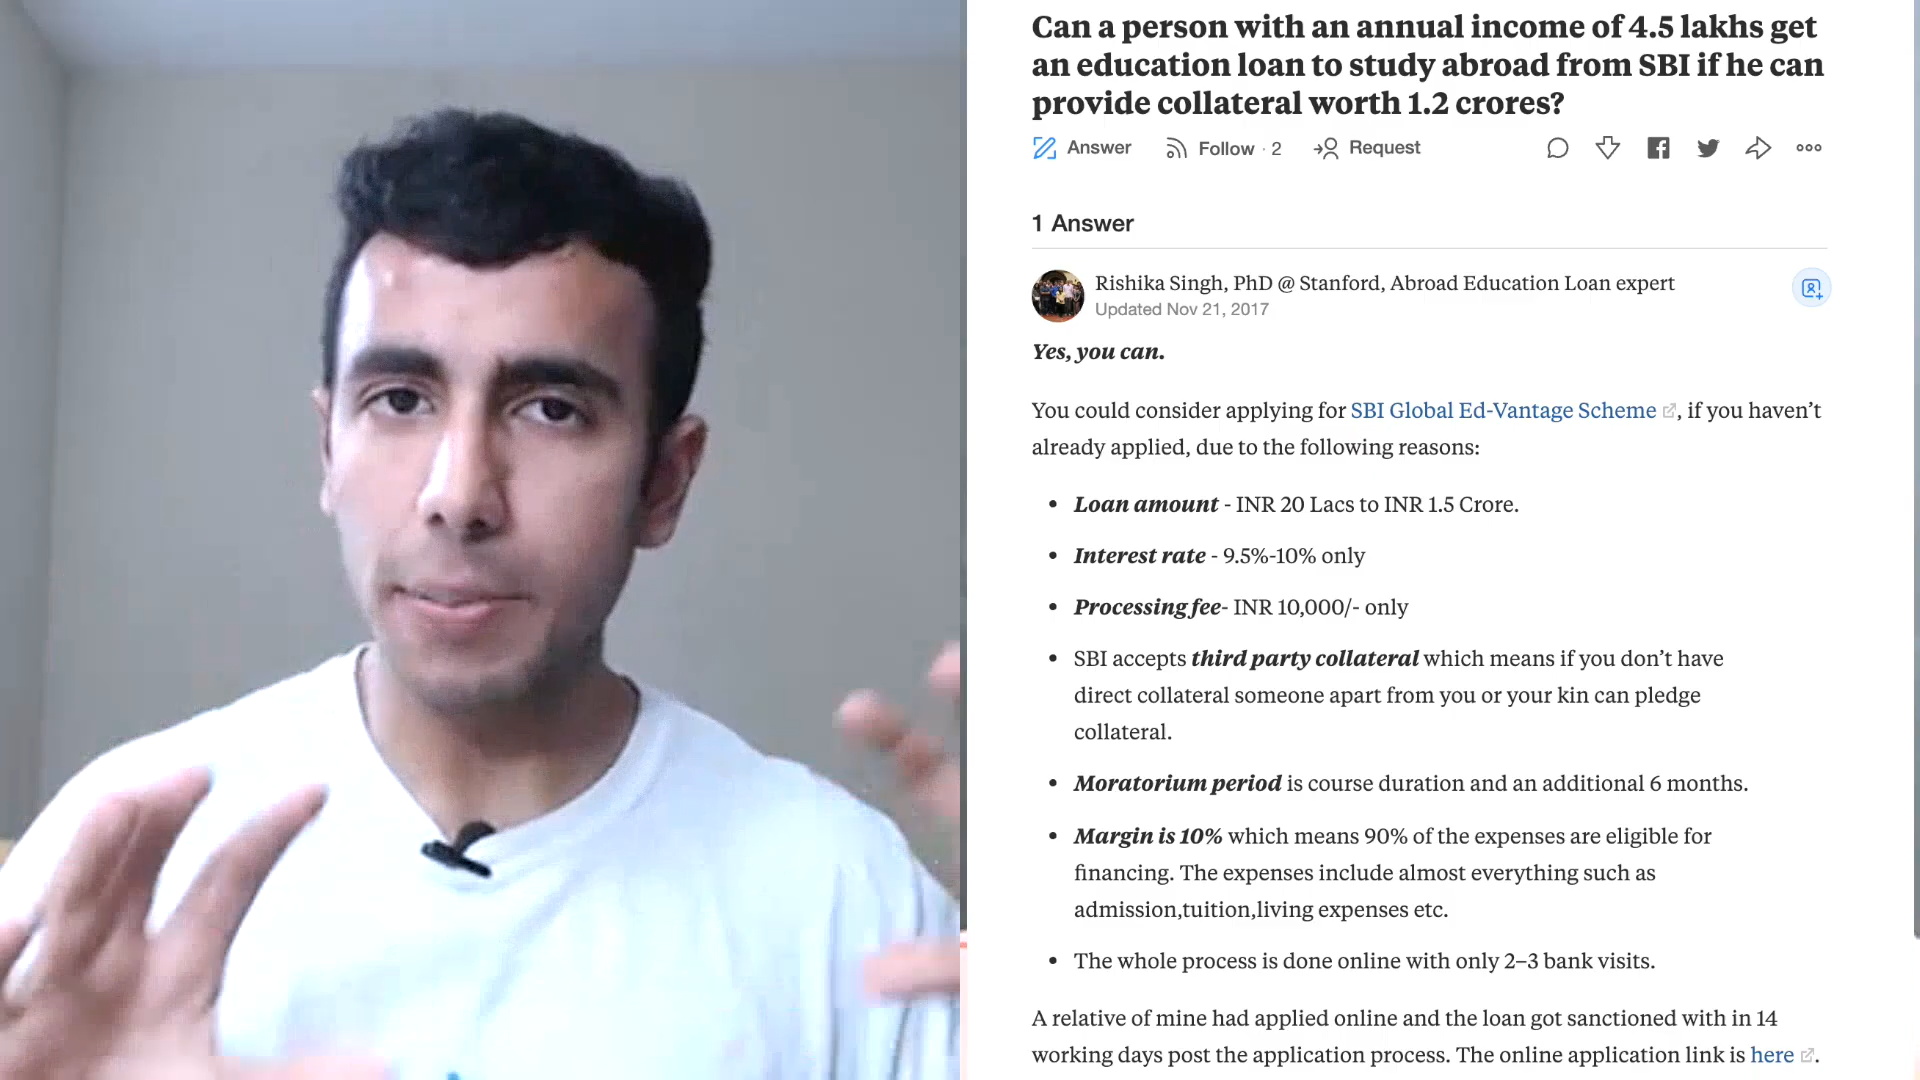 Can a person with an annual income of 4.5 lakhs get
an education loan to study abroad from SBI if he can
provide collateral worth 1.2 crores?
Answer Follow · 2 Request
1 Answer
Rishika Singh, PhD @ Stanford, Abroad Education Loan expert
Updated Nov 21, 2017
Yes, you can.
You could consider applying for SBI Global Ed-Vantage Scheme, if you haven’t
already applied, due to the following reasons:
• Loan amount - INR 20 Lacs to INR 1.5 Crore.
• Interest rate - 9.5%-10% only
• Processing fee- INR 10,000/- only
• SBI accepts third party collateral which means if you don’t have
direct collateral someone apart from you or your kin can pledge
collateral.
• Moratorium period is course duration and an additional 6 months.
• Margin is 10% which means 90% of the expenses are eligible for
financing. The expenses include almost everything such as
admission,tuition,living expenses etc.
• The whole process is done online with only 2–3 bank visits.
A relative of mine had applied online and the loan got sanctioned with in 14
working days post the application process. The online application link is here.